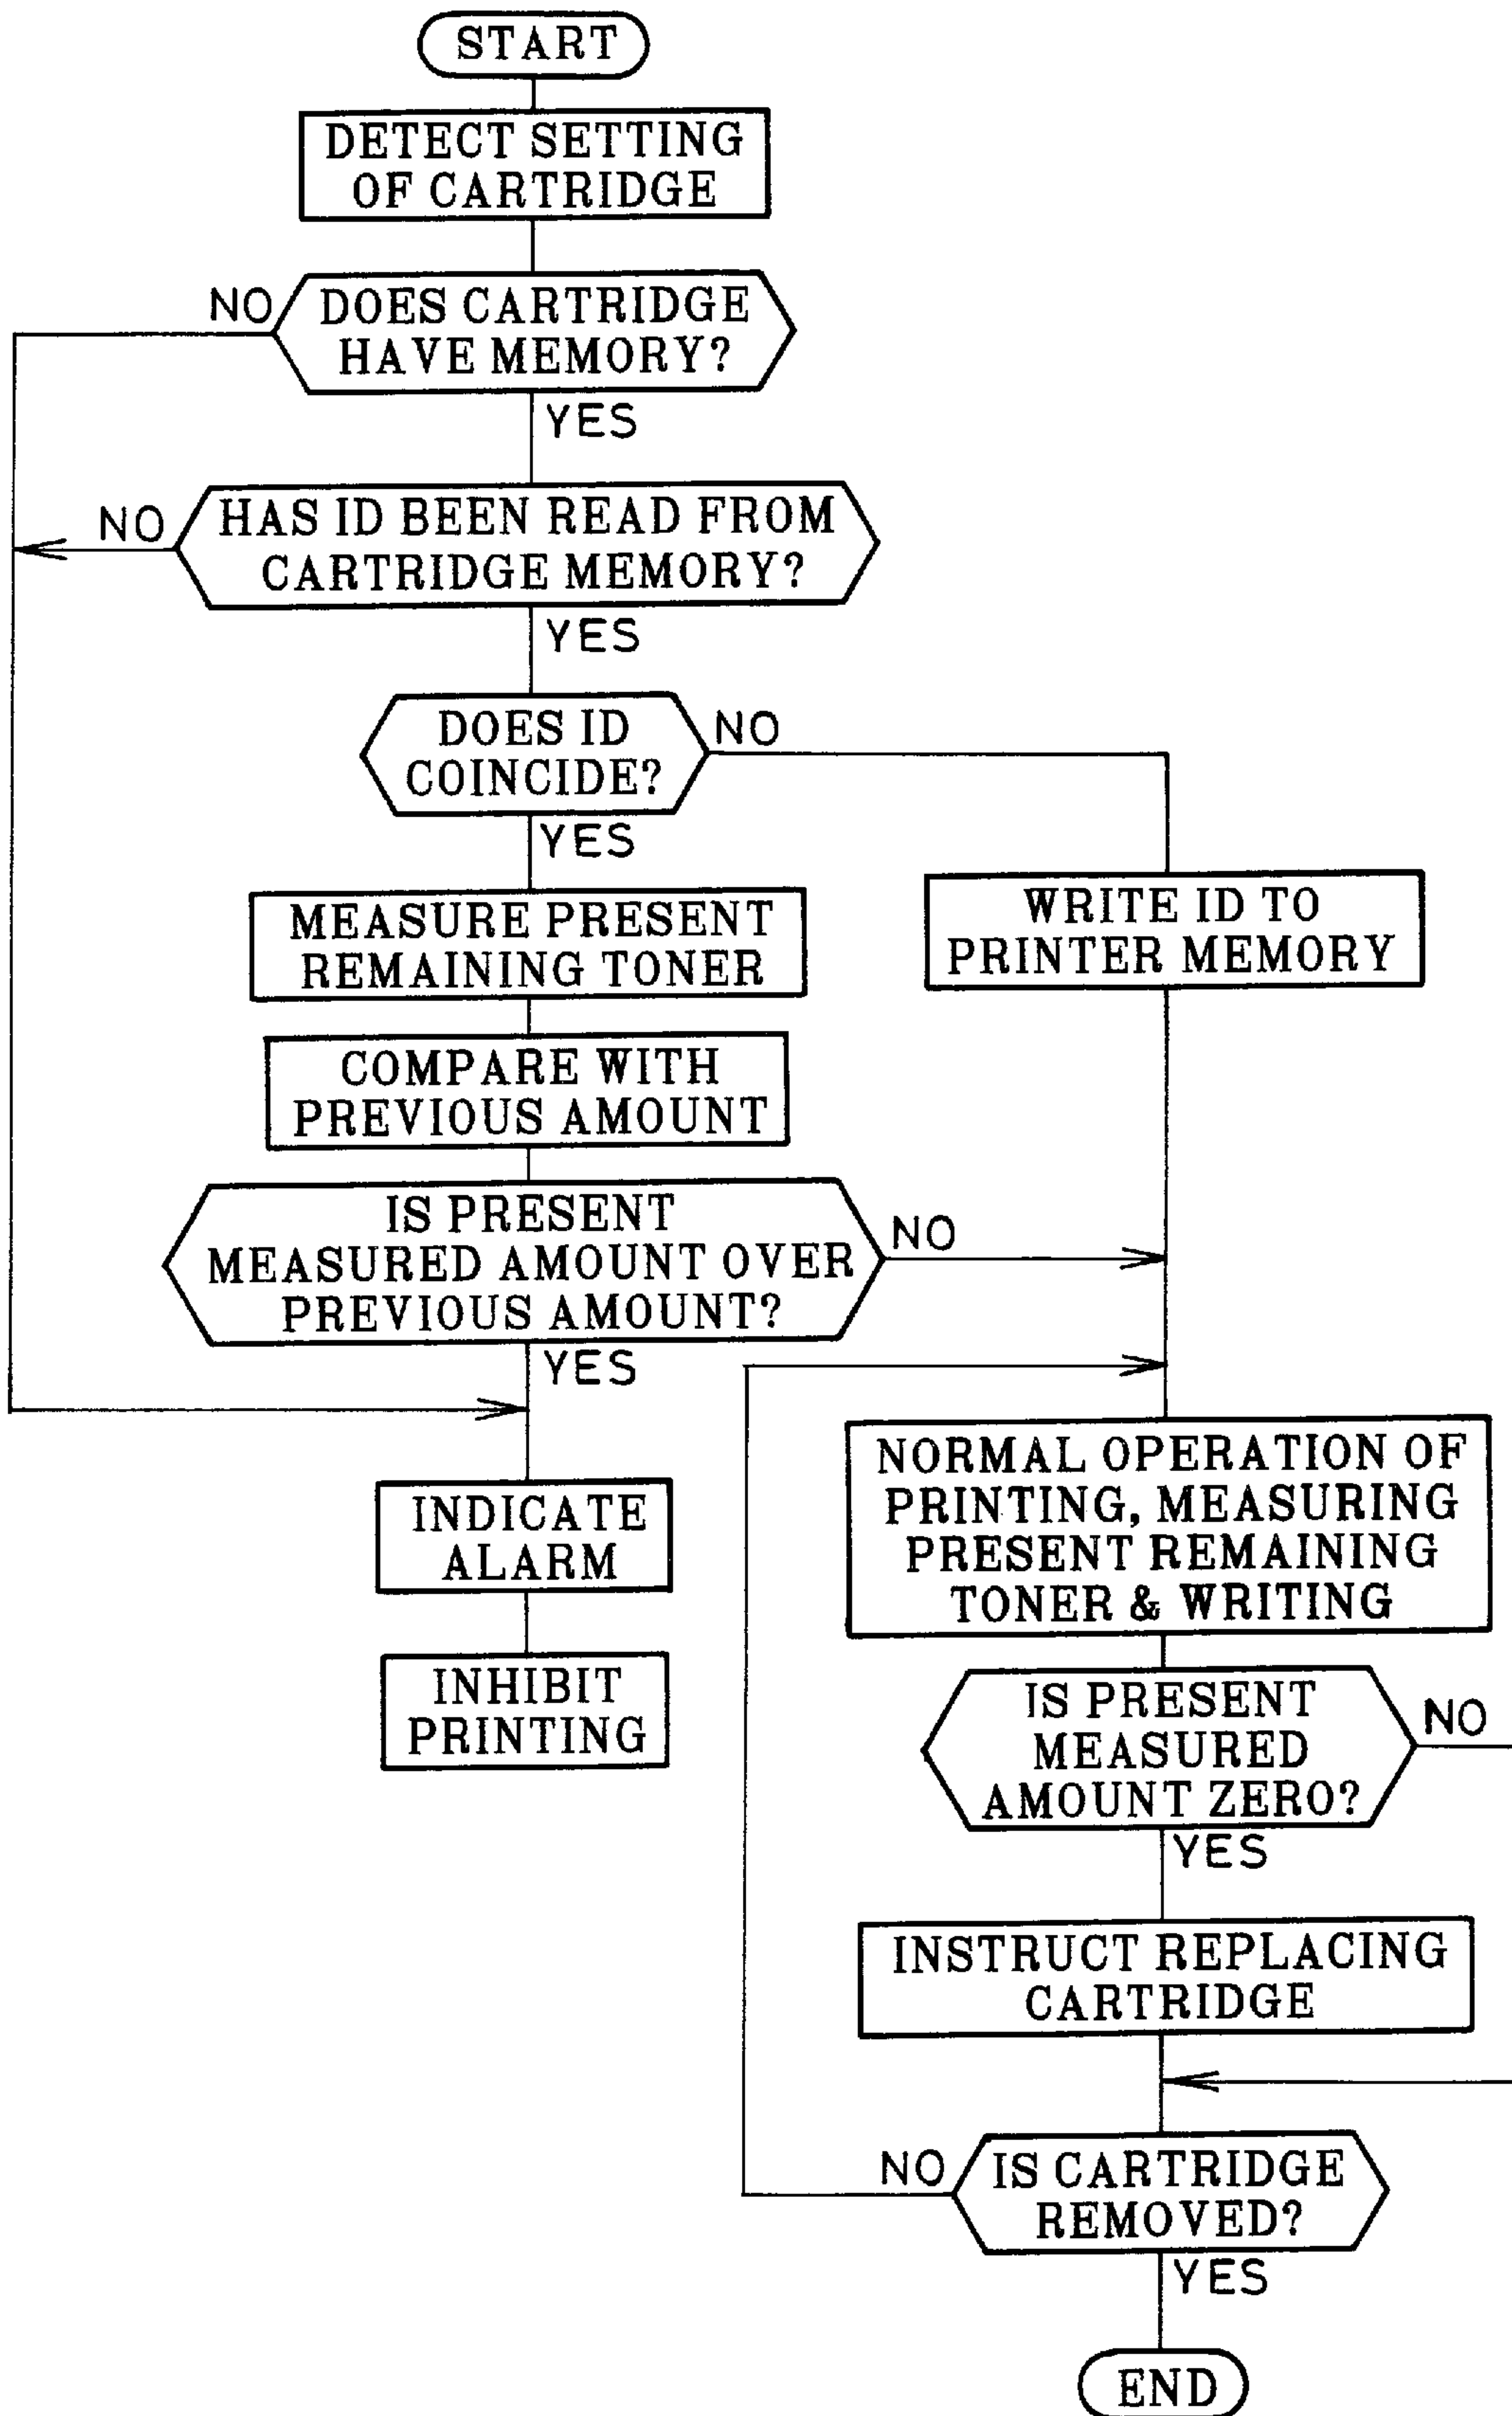 START
DETECT SETTING
OF CARTRIDGE
NO
DOES CARTRIDGE
HAVE MEMORY?
YES
NO
HAS ID BEEN READ FROM
CARTRIDGE MEMORY?
YES
DOES ID
COINCIDE?
NO
YES
MEASURE PRESENT
REMAINING TONER
WRITE ID TO
PRINTER MEMORY
COMPARE WITH
PREVIOUS AMOUNT
IS PRESENT
MEASURED AMOUNT OVER
PREVIOUS AMOUNT?
NO
YES
INDICATE
ALARM
INHIBIT
PRINTING
NORMAL OPERATION OF
PRINTING, MEASURING
PRESENT REMAINING
TONER & WRITING
IS PRESENT
MEASURED
AMOUNT ZERO?
NO
YES
INSTRUCT REPLACING
CARTRIDGE
NO
IS CARTRIDGE
REMOVED?
YES
END